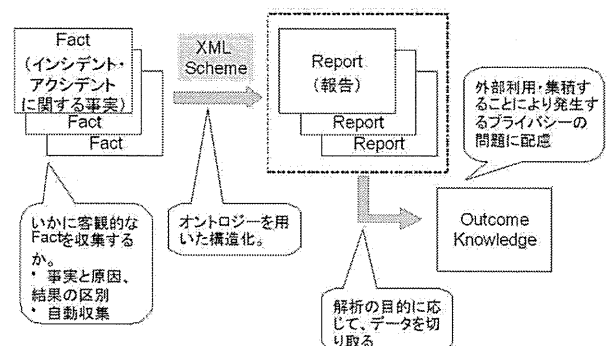 Fact
(インシデント・
アクシデント
に関する事実)
Fact
Fact
XML
Scheme
Report
(報告)
Report
Report
外部利用・集積す
ることにより発生す
るプライバシーの
問題に配慮
いかに客観的な
Factを収集する
か。
• 事実と原因、
結果の区別
• 自動収集
オントロジーを用
いた構造化。
Outcome
Knowledge
解析の目的に応
じて、データを切
り取る